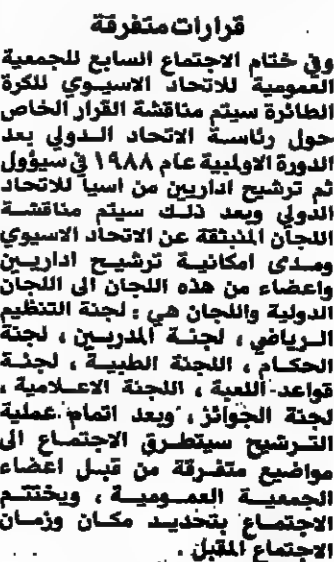 قرارات متفرقة
وفي ختام الاجتماع السابع للجمعية
العمومية للاتحاد الاسيوي للكرة
الطائرة سيتم مناقشة القرار الخاص
حول رئاسة الاتحاد الدولي بعد
الدورة الاولمبية عام ١٩٨٨ في سيؤول
ثم ترشيح اداريين من اسيا للاتحاد
الدولي وبعد ذلك سيتم مناقشة
اللجان المنبثقة عن الاتحاد الاسيوي
ومدى امكانية ترشيح اداريين
واعضاء من هذه اللجان الى اللجان
الدولية واللجان هي : لجنة التنظيم
الرياضي ، لجنة المدربين ، لجنة
الحكام ، اللجنة الطبية ، لجنة
قواعد اللعبة ، اللجنة الاعلامية ،
لجنة الجوائز ، وبعد اتمام عملية
الترشيح سيتطرق الاجتماع الى
مواضيع متفرقة من قبل اعضاء
الجمعية العمومية ، ويختتم
الاجتماع بتحديد مكان وزمان
الاجتماع المقبل .